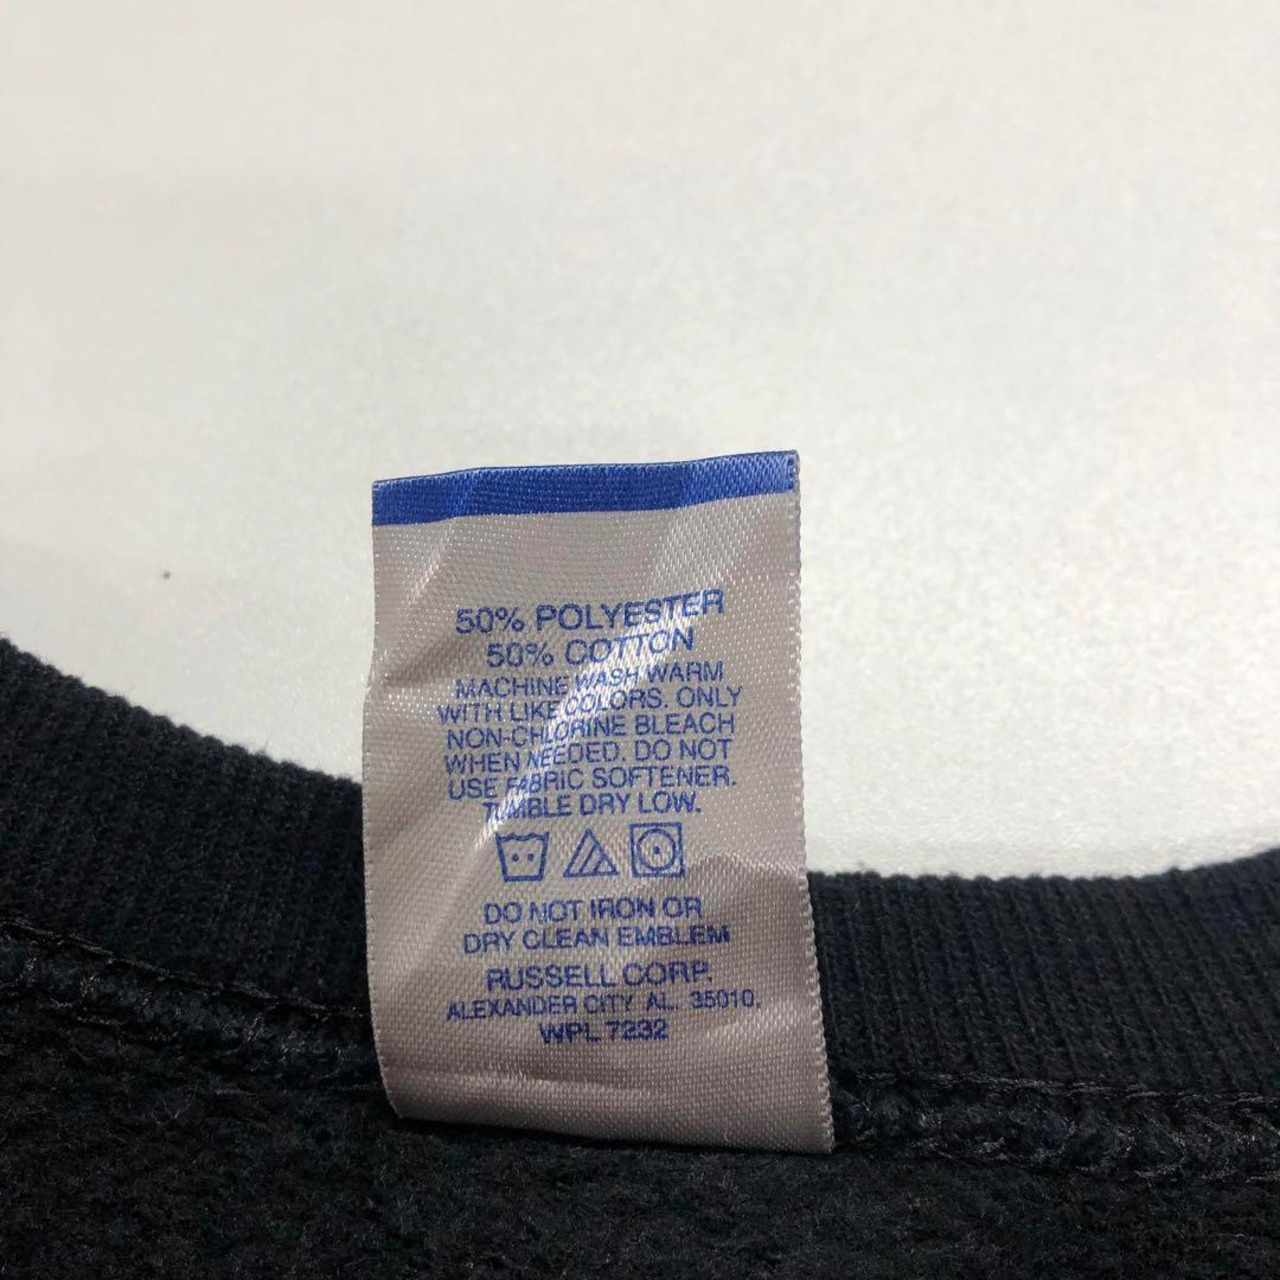 50% POLYESTER
50% COTTON
MACHINE WASH WARM
WITH LIKE COLORS. ONLY
NON-CHLORINE BLEACH
WHEN NEEDED. DO NOT
USE FABRIC SOFTENER.
TUMBLE DRY LOW.
DO NOT IRON OR
DRY CLEAN EMBLEM
RUSSELL CORP.
ALEXANDER CITY AL. 35010,
WPL 7232